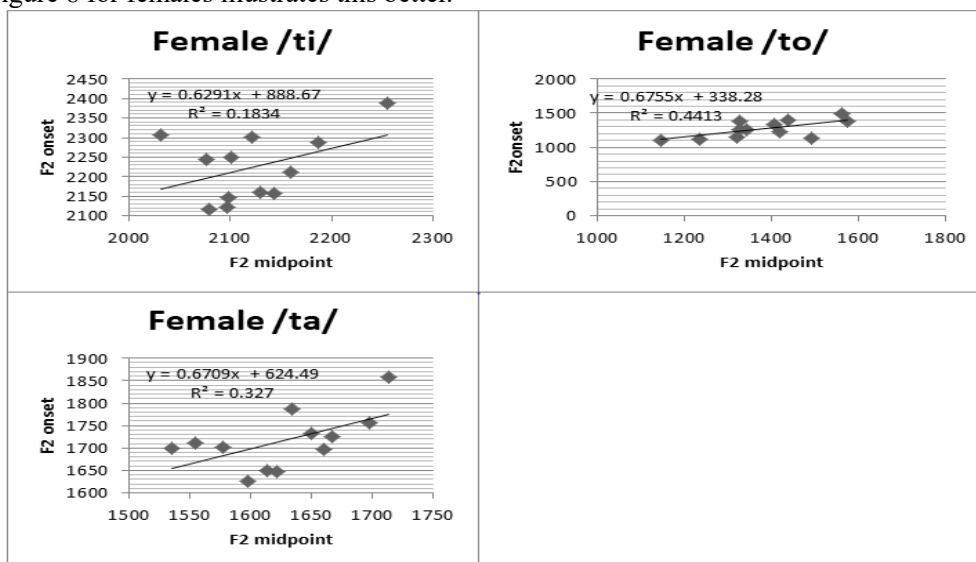 igure 6 for females illustrates this better.
Female /ti/
2450
2400
2350
2300
2250
2200
2150
2100
F2 onset
y = 0.6291x + 888.67
R² = 0.1834
2000 2100 2200 2300
F2 midpoint
Female /to/
2000
1500
1000
500
0
F2onset
y = 0.6755x + 338.28
R² = 0.4413
1000 1200 1400 1600 1800
F2 midpoint
Female /ta/
1900
1850
1800
1750
1700
1650
1600
F2 onset
y = 0.6709x + 624.49
R² = 0.327
1500 1550 1600 1650 1700 1750
F2 midpoint